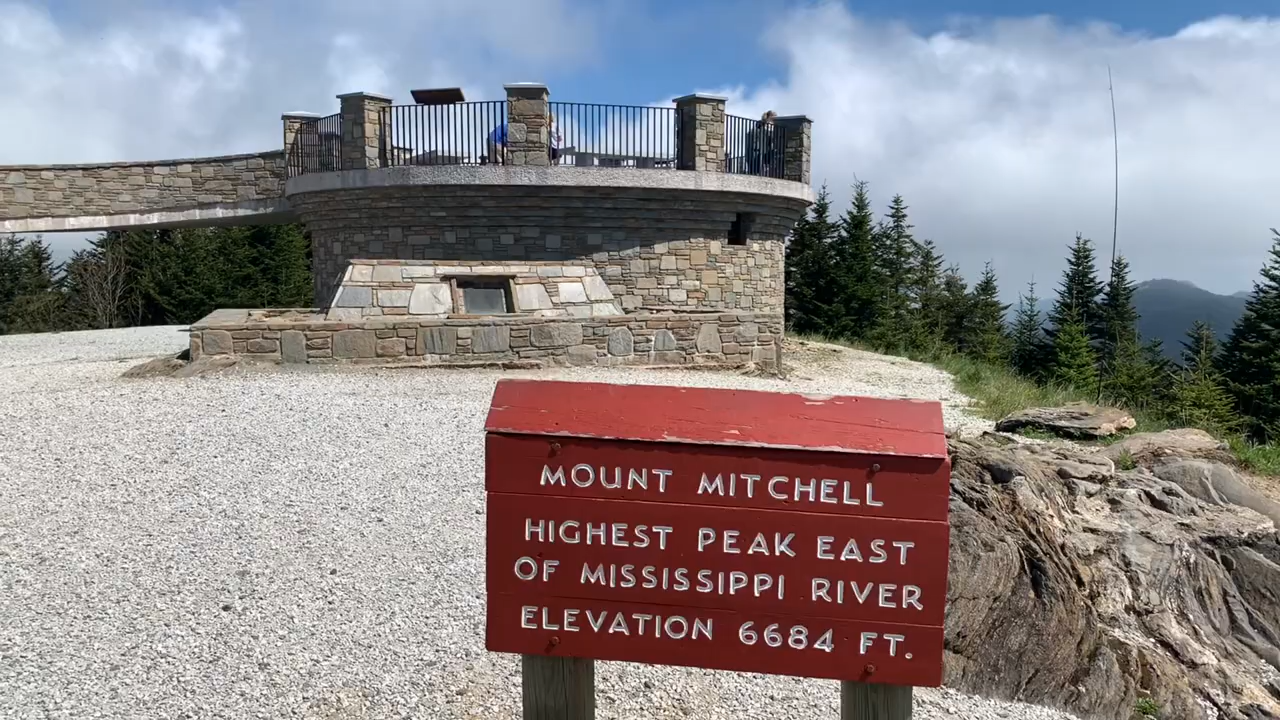 MOUNT MITCHELL
HIGHEST PEAK EAST
OF MISSISSIPPI RIVER
ELEVATION 6684 FT.